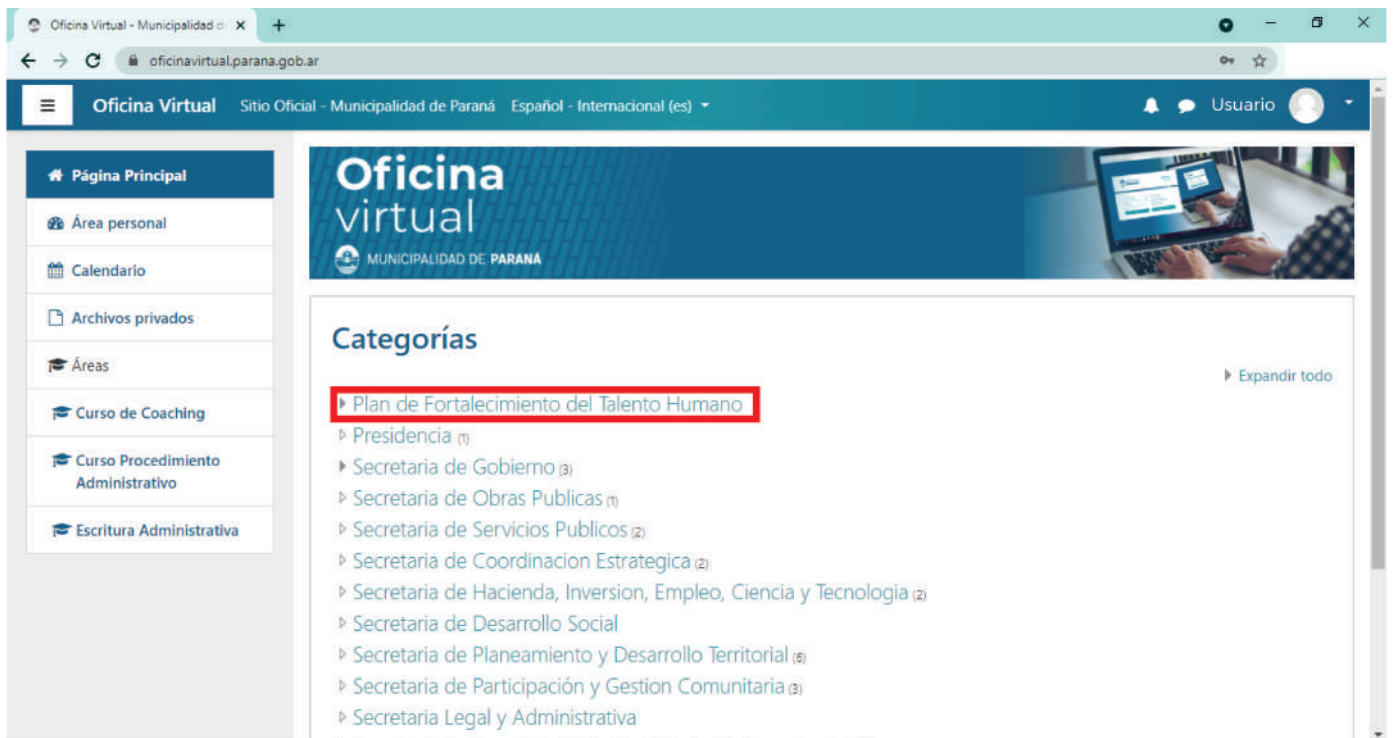 Oficina Virtual - Municipalidad d
oficinavirtual.parana.gob.ar
Oficina Virtual Sitio Oficial - Municipalidad de Paraná Español - Internacional (es)
Usuario
Página Principal
Área personal
Calendario
Archivos privados
Áreas
Curso de Coaching
Curso Procedimiento
Administrativo
Escritura Administrativa
Oficina
virtual
MUNICIPALIDAD DE PARANÁ
Categorías
Expandir todo
Plan de Fortalecimiento del Talento Humano
Presidencia (1)
Secretaria de Gobierno (3)
Secretaria de Obras Publicas (1)
Secretaria de Servicios Publicos (2)
Secretaria de Coordinacion Estrategica (2)
Secretaria de Hacienda, Inversion, Empleo, Ciencia y Tecnologia (2)
Secretaria de Desarrollo Social
Secretaria de Planeamiento y Desarrollo Territorial (6)
Secretaria de Participación y Gestion Comunitaria (3)
Secretaria Legal y Administrativa